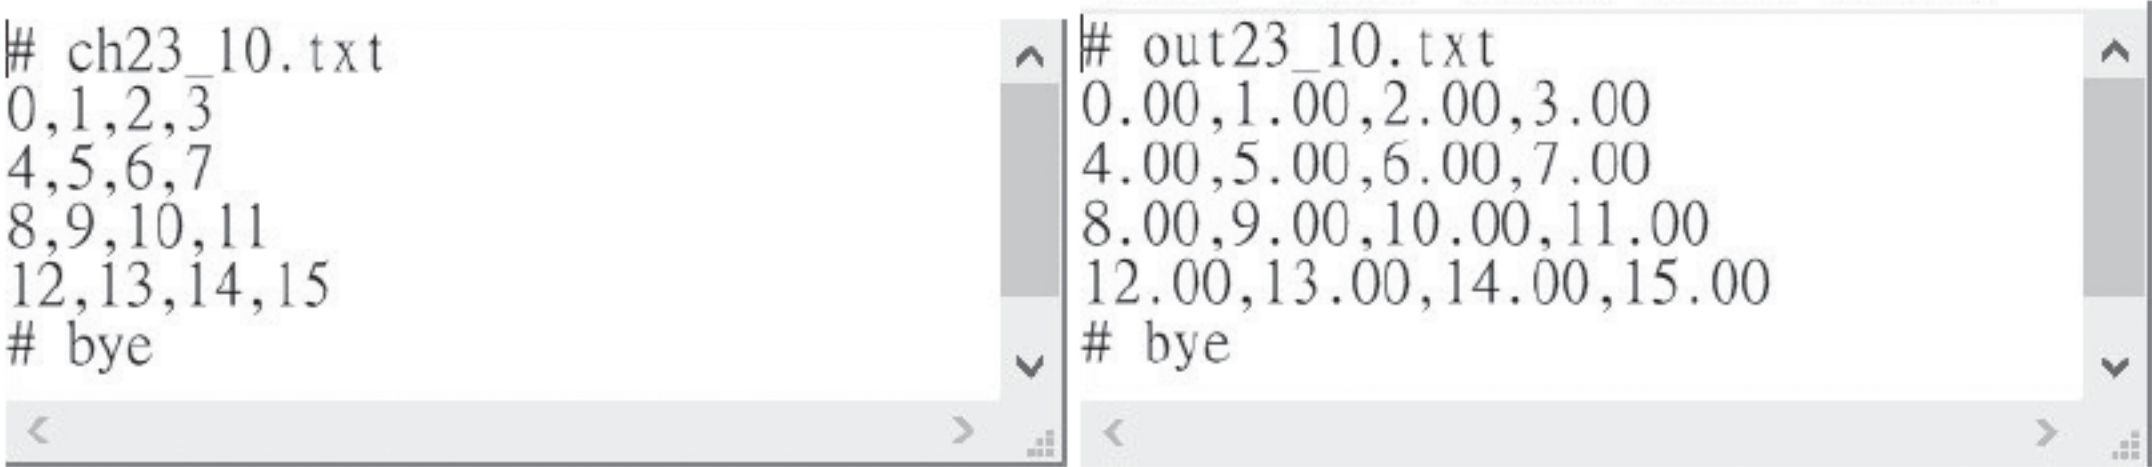 # ch23_10.txt
0,1,2,3
4,5,6,7
8,9,10,11
12,13,14,15
# bye
# out23_10.txt
0.00,1.00,2.00,3.00
4.00,5.00,6.00,7.00
8.00,9.00,10.00,11.00
12.00,13.00,14.00,15.00
# bye